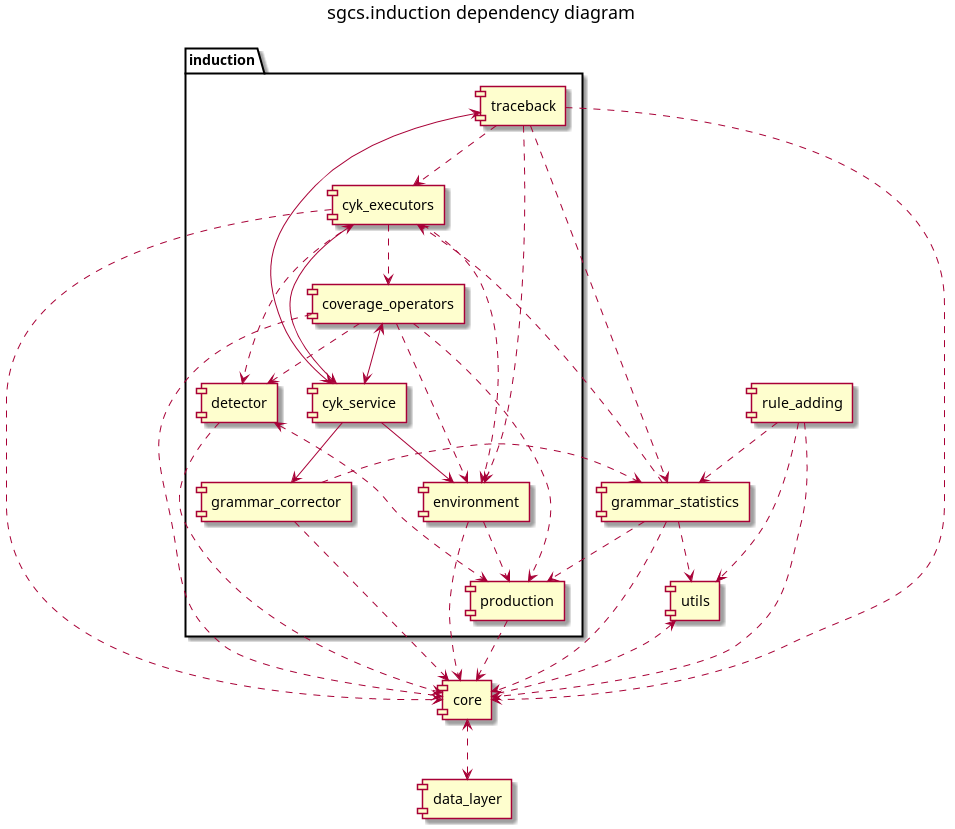 sgcs.induction dependency diagram
induction
traceback
cyk_executors
coverage_operators
detector
cyk_service
rule_adding
grammar_corrector
environment
grammar_statistics
production
utils
core
data_layer